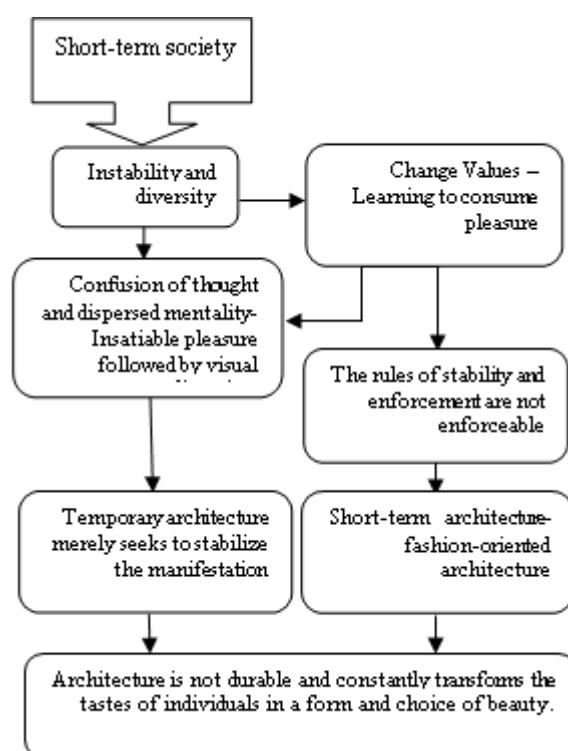 Short-term society
Instability and
diversity
Change Values –
Learning to consume
pleasure
Confusion of thought
and dispersed mentality-
Insatiable pleasure
followed by visual
The rules of stability and
enforcement are not
enforceable
Temporary architecture
merely seeks to stabilize
the manifestation
Short-term architecture-
fashion-oriented
architecture
Architecture is not durable and constantly transforms the
tastes of individuals in a form and choice of beauty.